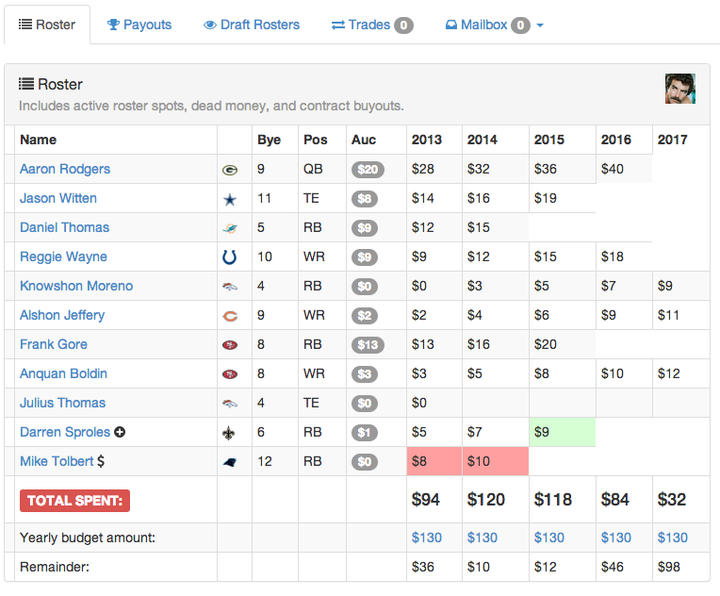 Roster Payouts Draft Rosters Trades 0 Mailbox 0
Roster
Includes active roster spots, dead money, and contract buyouts.
Name Bye Pos Auc 2013 2014 2015 2016 2017
Aaron Rodgers 9 QB $20 $28 $32 $36 $40
Jason Witten 11 TE $8 $14 $16 $19
Daniel Thomas 5 RB $9 $12 $15
Reggie Wayne 10 WR $9 $9 $12 $15 $18
Knowshon Moreno 4 RB $0 $0 $3 $5 $7 $9
Alshon Jeffery 9 WR $2 $2 $4 $6 $9 $11
Frank Gore 8 RB $13 $13 $16 $20
Anquan Boldin 8 WR $3 $3 $5 $8 $10 $12
Julius Thomas 4 TE $0 $0
Darren Sproles 6 RB $1 $5 $7 $9
Mike Tolbert $ 12 RB $0 $8 $10
TOTAL SPENT: $94 $120 $118 $84 $32
Yearly budget amount: $130 $130 $130 $130 $130
Remainder: $36 $10 $12 $46 $98